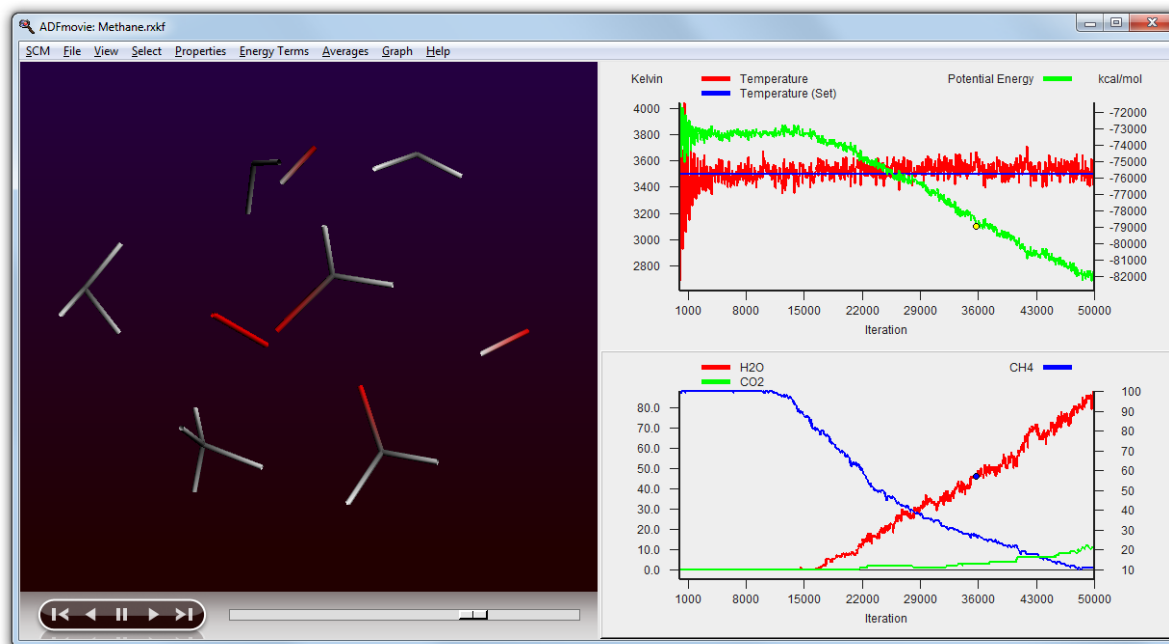 ADFmovie: Methane.rxkf
SCM File View Select Properties Energy Terms Averages Graph Help
Kelvin Temperature Potential Energy kcal/mol
Temperature (Set)
4000 -72000
3800 -73000
3600 -74000
3400 -75000
3200 -76000
3000 -77000
2800 -78000
-79000
-80000
-81000
-82000
1000 8000 15000 22000 29000 36000 43000 50000
Iteration
H2O CH4
CO2
80.0 100
70.0 90
60.0 80
50.0 70
40.0 60
30.0 50
20.0 40
10.0 30
0.0 20
10
1000 8000 15000 22000 29000 36000 43000 50000
Iteration